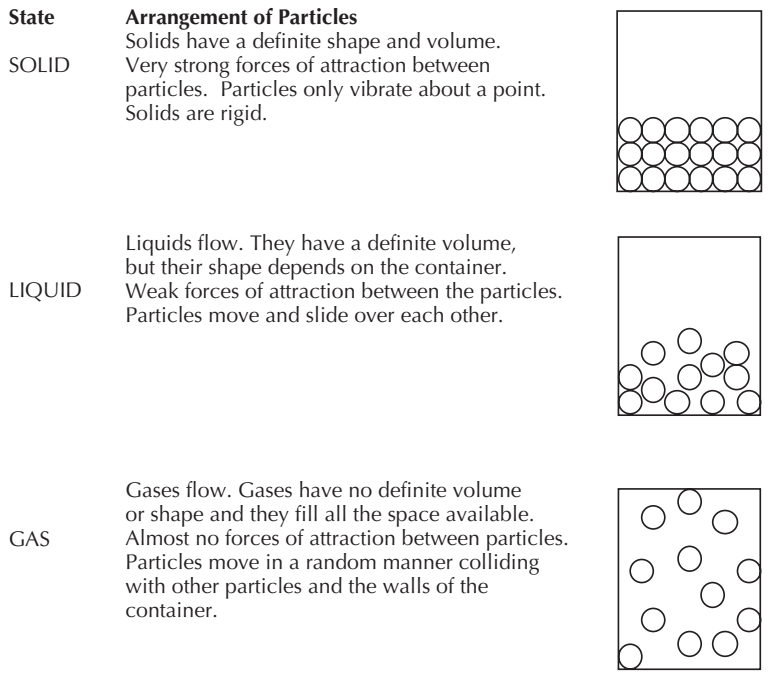 State Arrangement of Particles
Solids have a definite shape and volume.
SOLID Very strong forces of attraction between
particles. Particles only vibrate about a point.
Solids are rigid.
Liquids flow. They have a definite volume,
but their shape depends on the container.
LIQUID Weak forces of attraction between the particles.
Particles move and slide over each other.
Gases flow. Gases have no definite volume
or shape and they fill all the space available.
GAS Almost no forces of attraction between particles.
Particles move in a random manner colliding
with other particles and the walls of the
container.